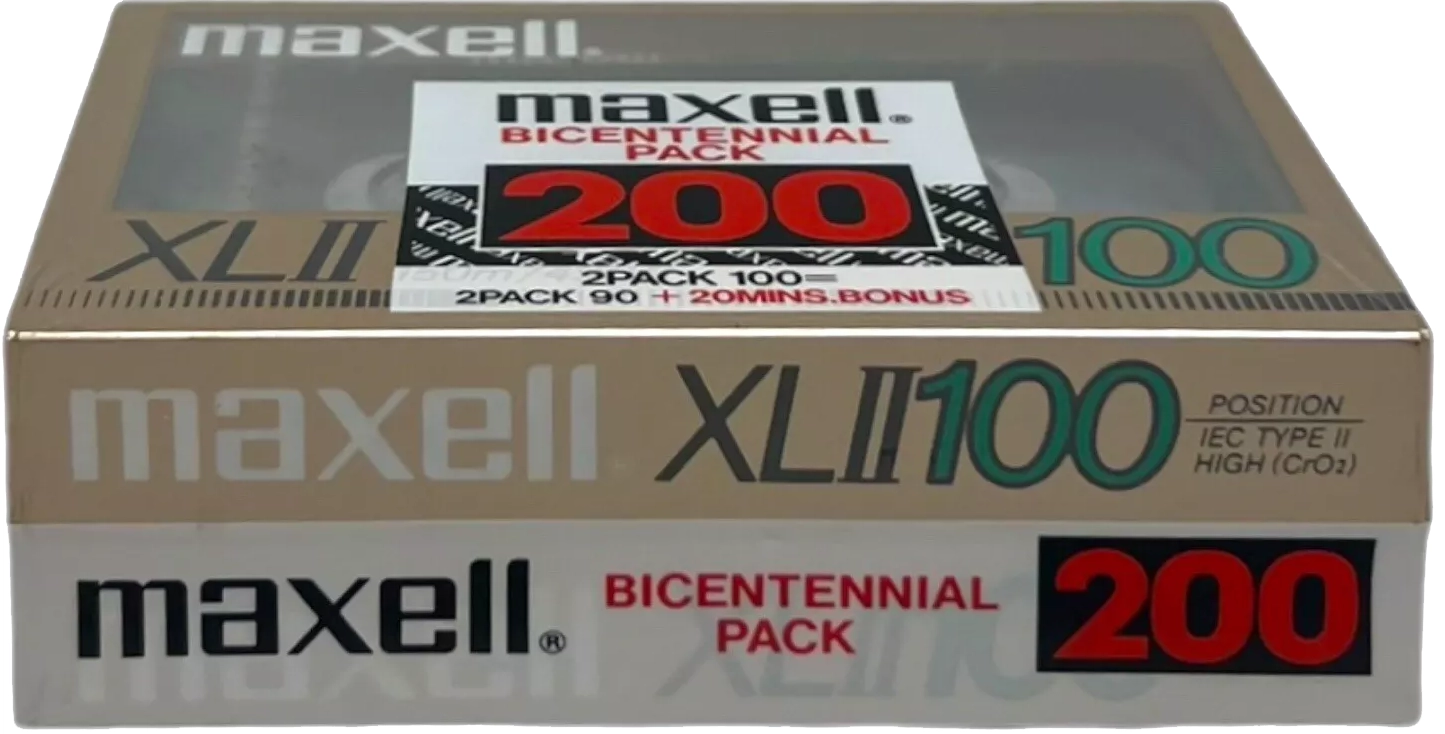 maxell.
maxell®
BICENTENNIAL
PACK
200
XLII 100
2PACK 100=
2PACK 90 + 20MINS.BONUS
maxell XLII100
POSITION
IEC TYPE II
HIGH (CrO2)
maxell®
BICENTENNIAL
PACK
200